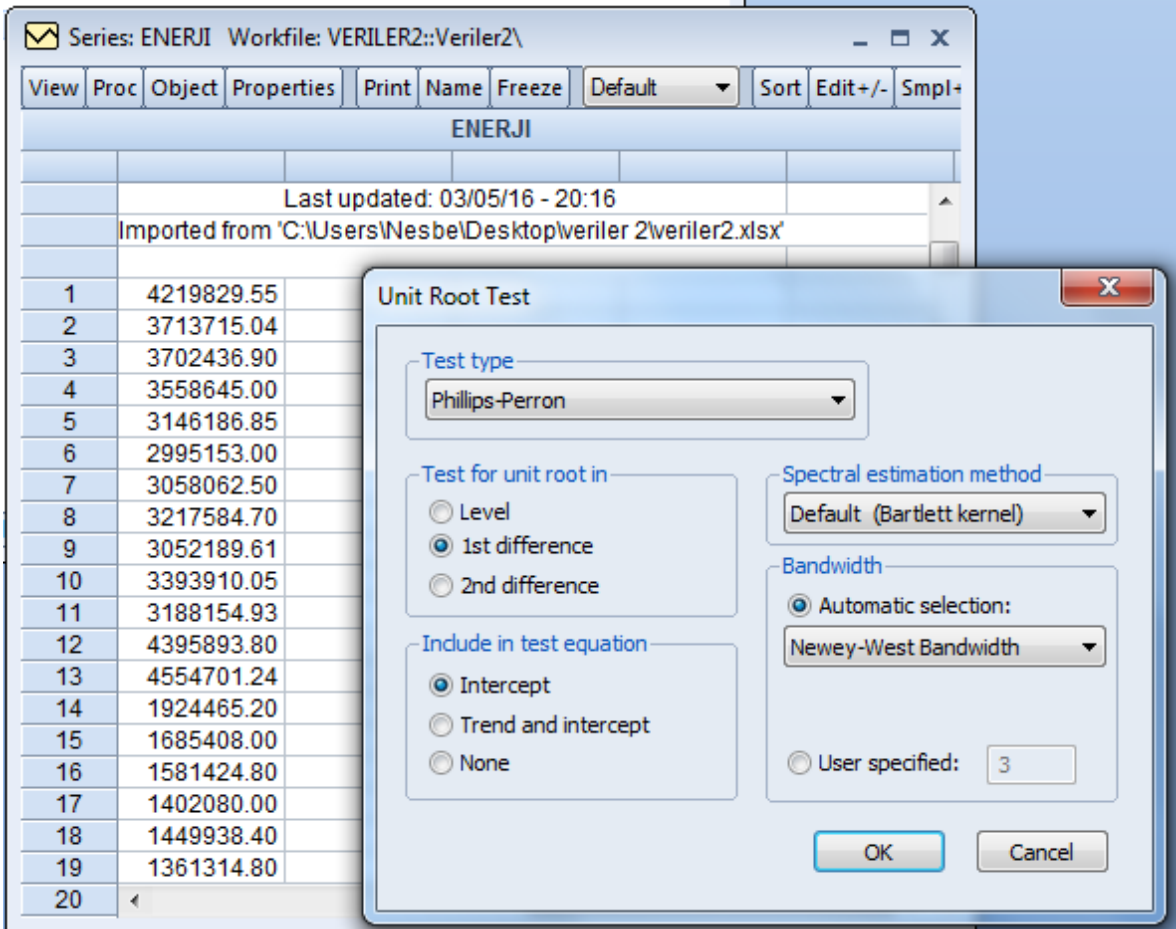 Series: ENERJI Workfile: VERILER2::Veriler2\
View Proc Object Properties Print Name Freeze Default Sort Edit+/- Smpl+
ENERJI
Last updated: 03/05/16 - 20:16
Imported from 'C:\Users\Nesbe\Desktop\veriler 2\veriler2.xlsx'
1 4219829.55
2 3713715.04
3 3702436.90
4 3558645.00
5 3146186.85
6 2995153.00
7 3058062.50
8 3217584.70
9 3052189.61
10 3393910.05
11 3188154.93
12 4395893.80
13 4554701.24
14 1924465.20
15 1685408.00
16 1581424.80
17 1402080.00
18 1449938.40
19 1361314.80
20
Unit Root Test
Test type
Phillips-Perron
Test for unit root in
Level
1st difference
2nd difference
Include in test equation
Intercept
Trend and intercept
None
Spectral estimation method
Default (Bartlett kernel)
Bandwidth
Automatic selection:
Newey-West Bandwidth
User specified: 3
OK Cancel